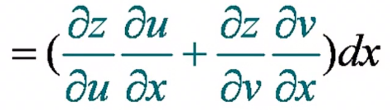 = (∂z/∂u ∂u/∂x + ∂z/∂v ∂v/∂x)dx